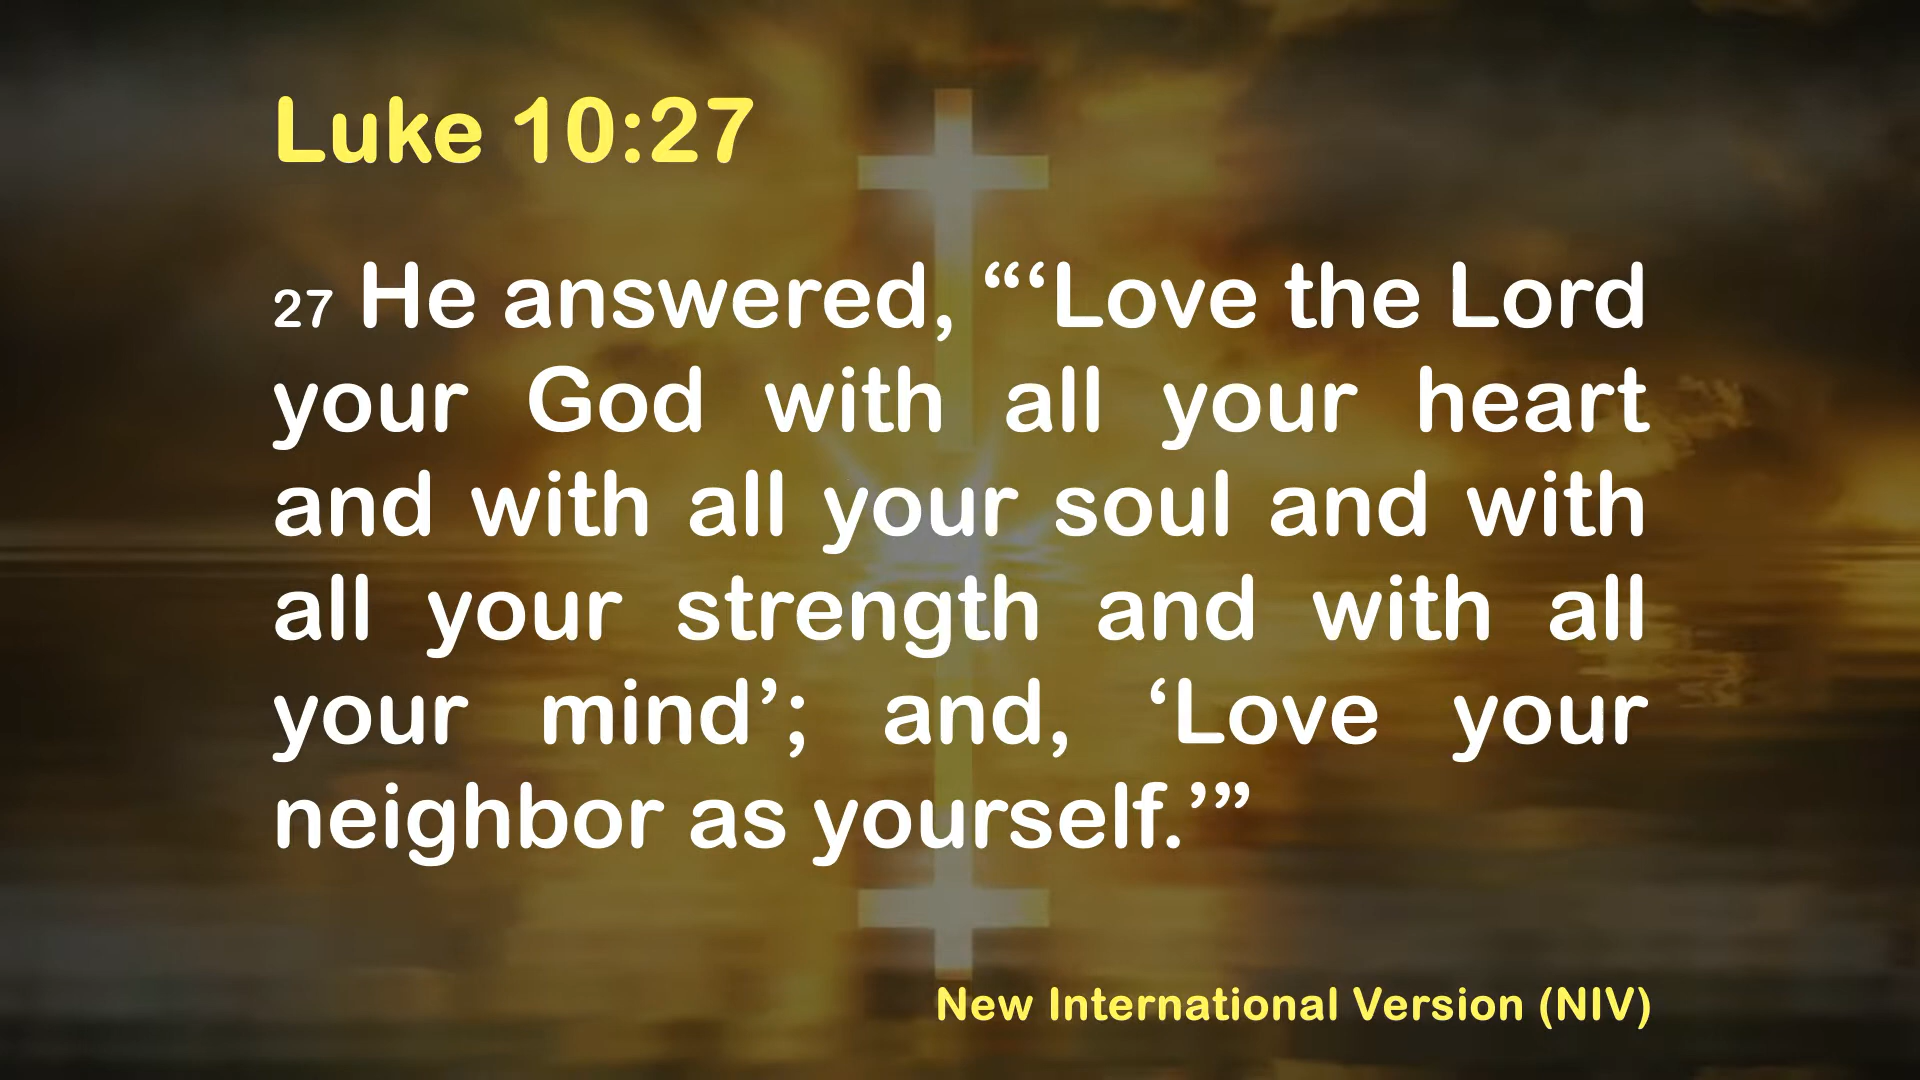 Luke 10:27
27 He answered, “‘Love the Lord
your God with all your heart
and with all your soul and with
all your strength and with all
your mind’; and, ‘Love your
neighbor as yourself.’”
New International Version (NIV)